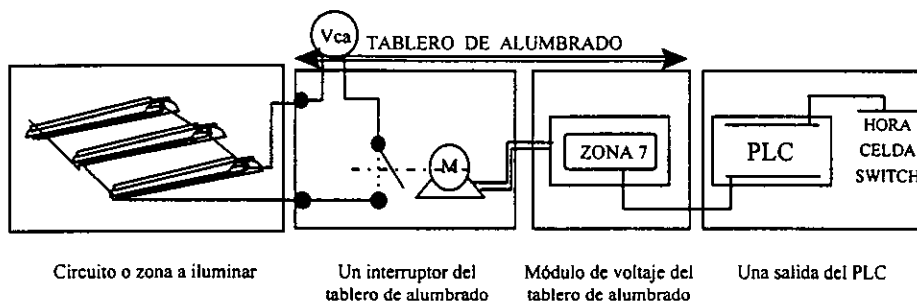 Vca
TABLERO DE ALUMBRADO
M
ZONA 7
PLC
HORA
CELDA
SWITCH
Circuito o zona a iluminar
Un interruptor del
tablero de alumbrado
Módulo de voltaje del
tablero de alumbrado
Una salida del PLC